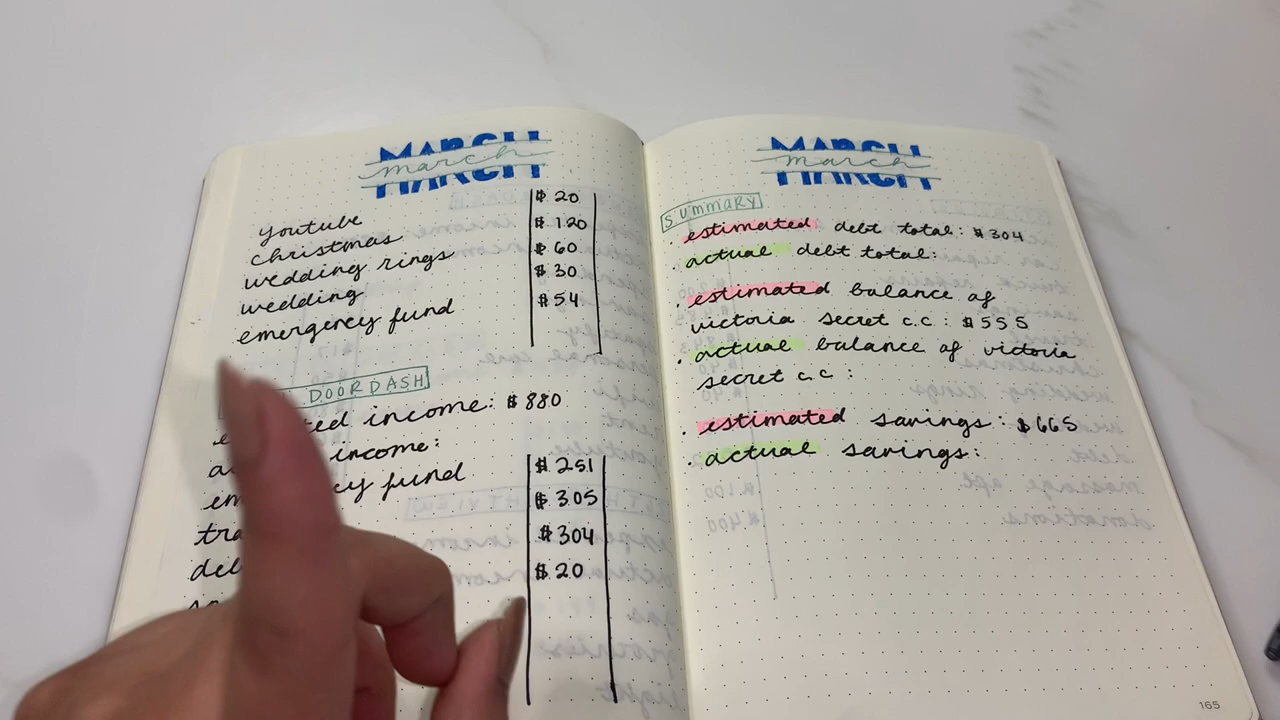 MARCH
march
youtube $ 20
christmas $ 120
wedding rings $ 60
wedding $ 30
emergency fund $ 54
DOORDASH
income: $ 880
income:
fund $ 251
$ 305
$ 304
$ 20
MARCH
march
SUMMARY
• estimated debt total: $304
• actual debt total:
• estimated balance of
victoria secret c.c: $555
• actual balance of victoria
secret c.c:
• estimated savings: $665
• actual savings:
165